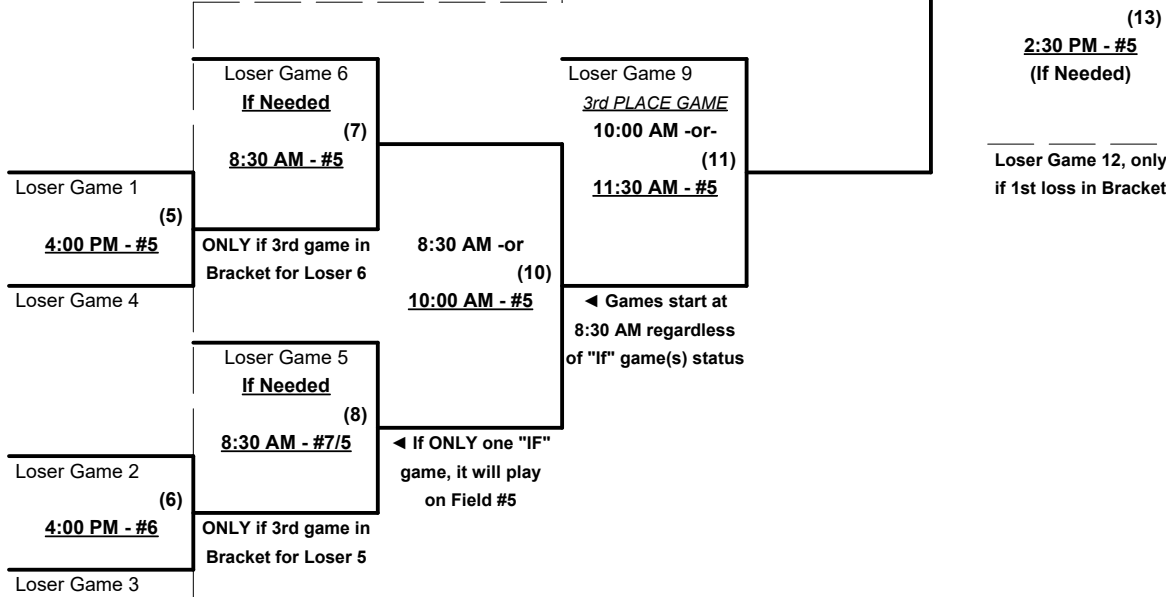 (13)
2:30 PM - #5
(If Needed)
Loser Game 12, only
if 1st loss in Bracket
Loser Game 6
If Needed
(7)
8:30 AM - #5
Loser Game 9
3rd PLACE GAME
10:00 AM -or-
(11)
11:30 AM - #5
Loser Game 1
(5)
4:00 PM - #5
Loser Game 4
ONLY if 3rd game in
Bracket for Loser 6
8:30 AM -or
(10)
10:00 AM - #5
◄ Games start at
8:30 AM regardless
of "If" game(s) status
Loser Game 5
If Needed
(8)
8:30 AM - #7/5
◄ If ONLY one "IF"
game, it will play
on Field #5
Loser Game 2
(6)
4:00 PM - #6
Loser Game 3
ONLY if 3rd game in
Bracket for Loser 5